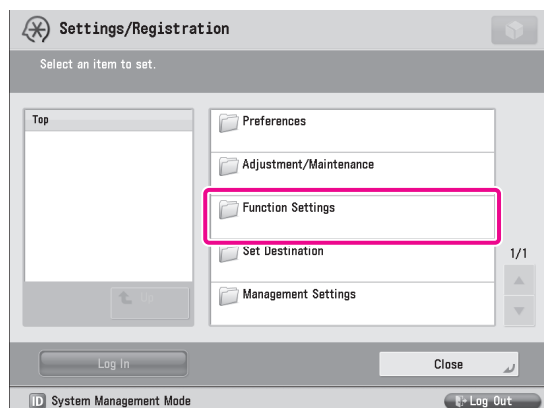 Settings/Registration
Select an item to set.
Top
Preferences
Adjustment/Maintenance
Function Settings
Set Destination
1/1
Management Settings
Up
Log In
Close
ID System Management Mode
Log Out